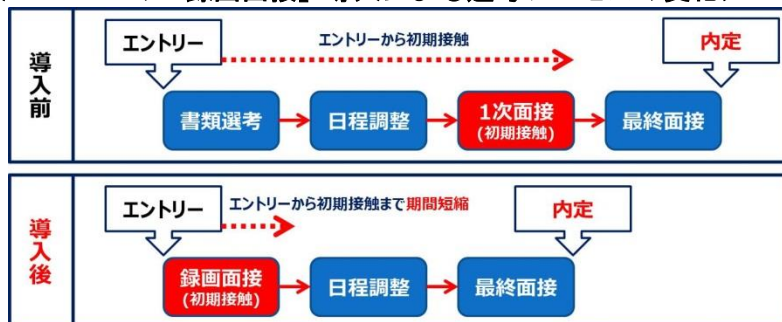 導入前
エントリー
エントリーから初期接触
内定
書類選考
日程調整
1次面接
(初期接触)
最終面接
導入後
エントリー
エントリーから初期接触まで期間短縮
内定
録画面接
(初期接触)
日程調整
最終面接